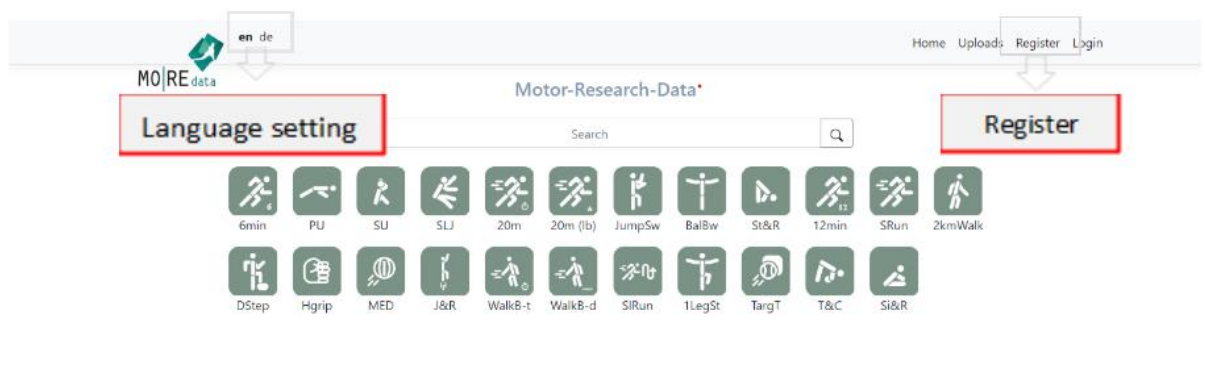 en de
Home Uploads Register Login
MO|RE data
Motor-Research-Data*
Language setting
Search
Register
6min PU SU SLJ 20m 20m (lb) JumpSw BalBw St&R 12min SRun 2kmWalk
DStep Hgrip MED J&R WalkB-t WalkB-d SlRun 1LegSt TargT T&C Si&R